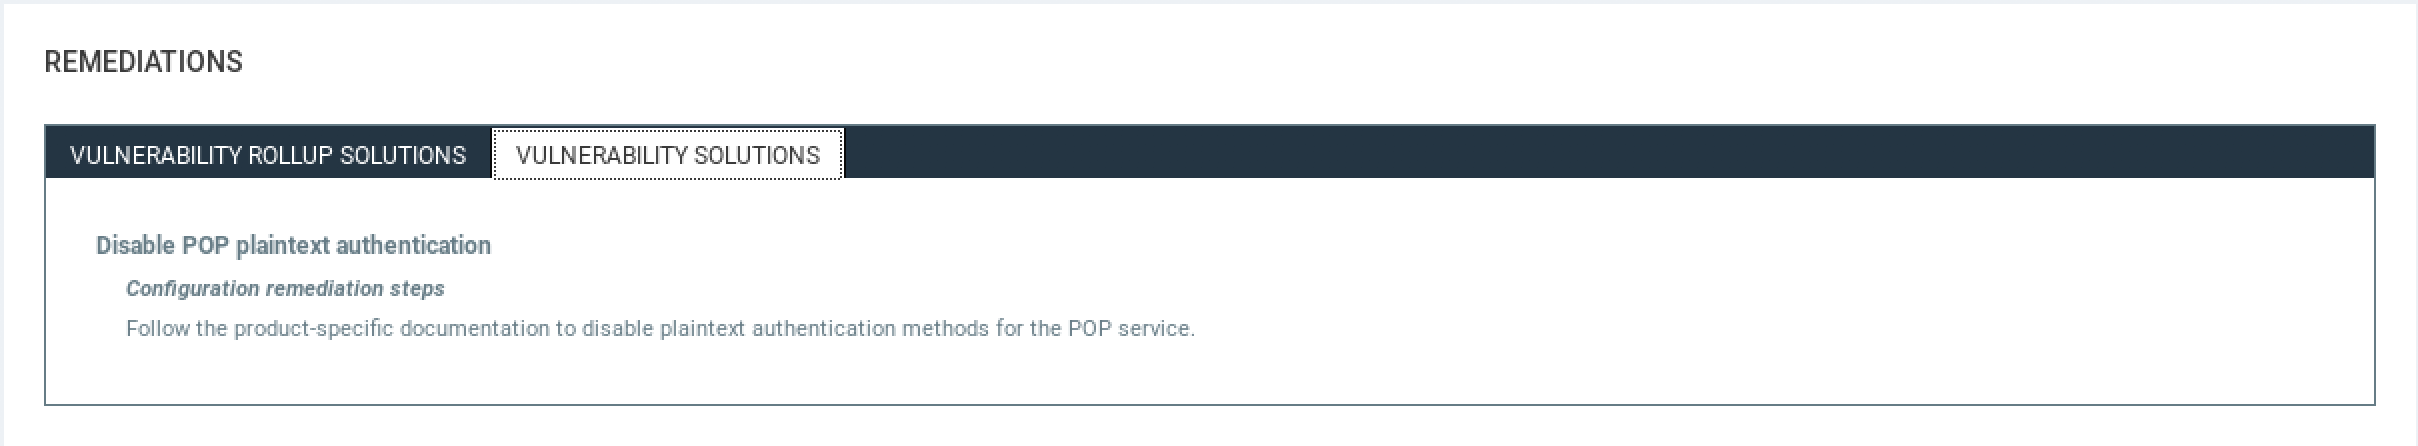 REMEDIATIONS
VULNERABILITY ROLLUP SOLUTIONS VULNERABILITY SOLUTIONS
Disable POP plaintext authentication
Configuration remediation steps
Follow the product-specific documentation to disable plaintext authentication methods for the POP service.